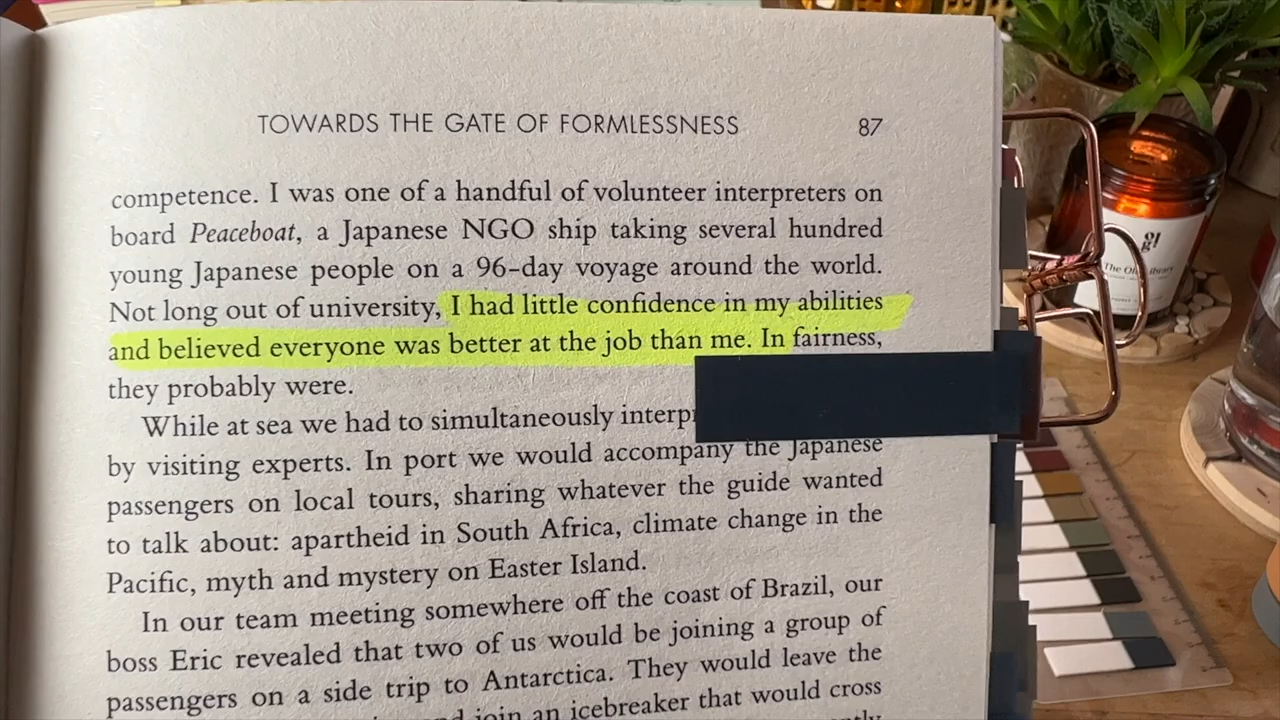 TOWARDS THE GATE OF FORMLESSNESS 87
competence. I was one of a handful of volunteer interpreters on
board Peaceboat, a Japanese NGO ship taking several hundred
young Japanese people on a 96-day voyage around the world.
Not long out of university, I had little confidence in my abilities
and believed everyone was better at the job than me. In fairness,
they probably were.
While at sea we had to simultaneously
by visiting experts. In port we would accompany the Japanese
passengers on local tours, sharing whatever the guide wanted
to talk about: apartheid in South Africa, climate change in the
Pacific, myth and mystery on Easter Island.
In our team meeting somewhere off the coast of Brazil, our
boss Eric revealed that two of us would be joining a group of
passengers on a side trip to Antarctica. They would leave the
join an icebreaker that would cross
The